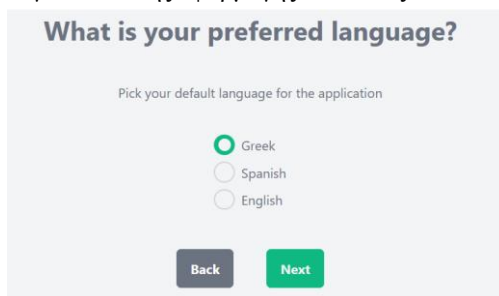 What is your preferred language?
Pick your default language for the application
Greek
Spanish
English
Back Next